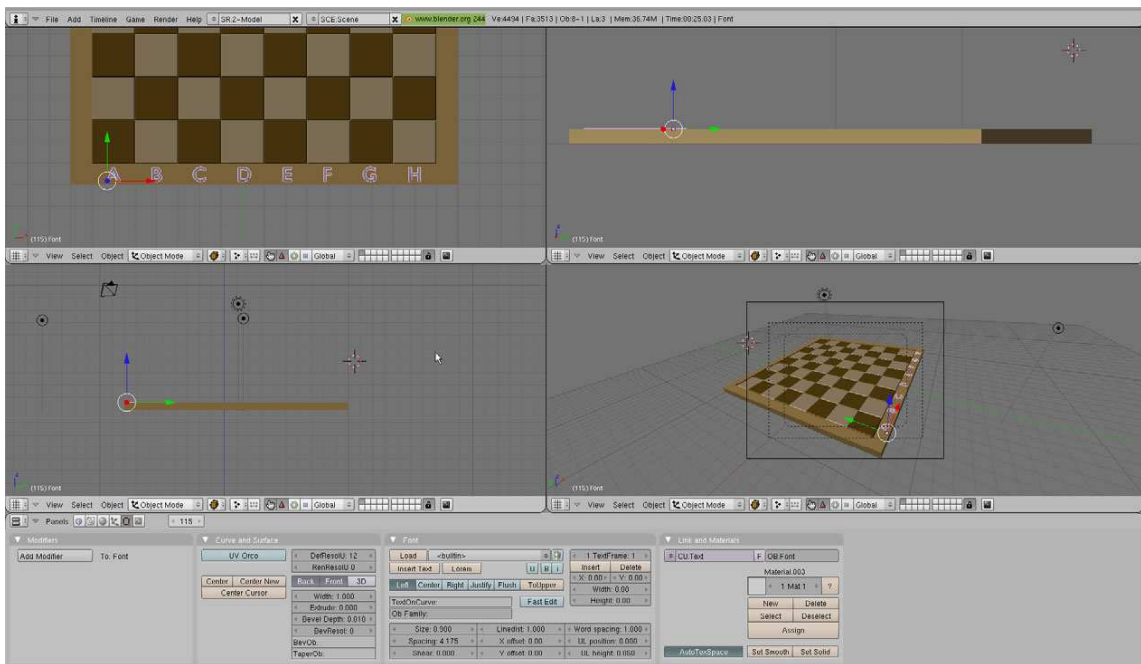 File Add Timeline Game Render Help SR:2-Model X SCE:Scene X www.blender.org 244 Ve:4494 | Fa:3513 | Ob:8-1 | La:3 | Mem:36.74M | Time:00:25.03 | Font
A B C D E F G H
(115) Font
(115) Font
View Select Object Object Mode Global
View Select Object Object Mode Global
(115) Font
(115) Font
View Select Object Object Mode Global
View Select Object Object Mode Global
Panels 115
Modifiers
Add Modifier To: Font
Curve and Surface
UV Orco DefResolU: 12
RenResolU 0
Center Center New Back Front 3D
Center Cursor Width: 1.000
Extrude: 0.000
Bevel Depth: 0.010
BevResol: 0
BevOb:
TaperOb:
Font
Load <builtin> 1 TextFrame: 1
Insert Text Lorem U B i Insert Delete
X: 0.00 Y: 0.00
Left Center Right Justify Flush ToUpper Width: 0.00
TextOnCurve: Fast Edit Height: 0.00
Ob Family:
Size: 0.900 Linedist: 1.000 Word spacing: 1.000
Spacing: 4.175 X offset: 0.00 UL position: 0.000
Shear: 0.000 Y offset: 0.00 UL height: 0.050
Link and Materials
CU:Text F OB:Font
Material.003
1 Mat 1 ?
New Delete
Select Deselect
Assign
AutoTexSpace Set Smooth Set Solid